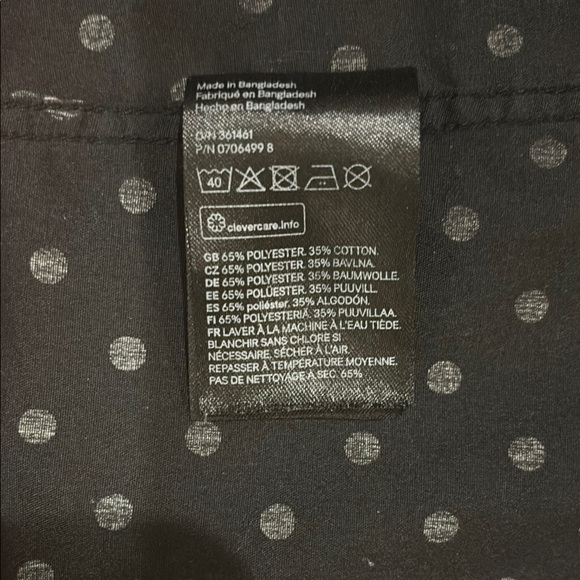 Made in Bangladesh
Fabriqué en Bangladesh
Hecho en Bangladesh
O/N 361461
P/N 0706499 8
40
clevercare.info
GB 65% POLYESTER. 35% COTTON.
CZ 65% POLYESTER. 35% BAVLNA.
DE 65% POLYESTER. 35% BAUMWOLLE.
EE 65% POLÜESTER. 35% PUUVILL.
ES 65% poliéster. 35% ALGODÓN.
FI 65% POLYESTERIÄ. 35% PUUVILLAA.
FR LAVER À LA MACHINE À L'EAU TIÈDE.
BLANCHIR SANS CHLORE SI
NÉCESSAIRE. SÉCHER À L'AIR.
REPASSER À TEMPÉRATURE MOYENNE.
PAS DE NETTOYAGE À SEC. 65%